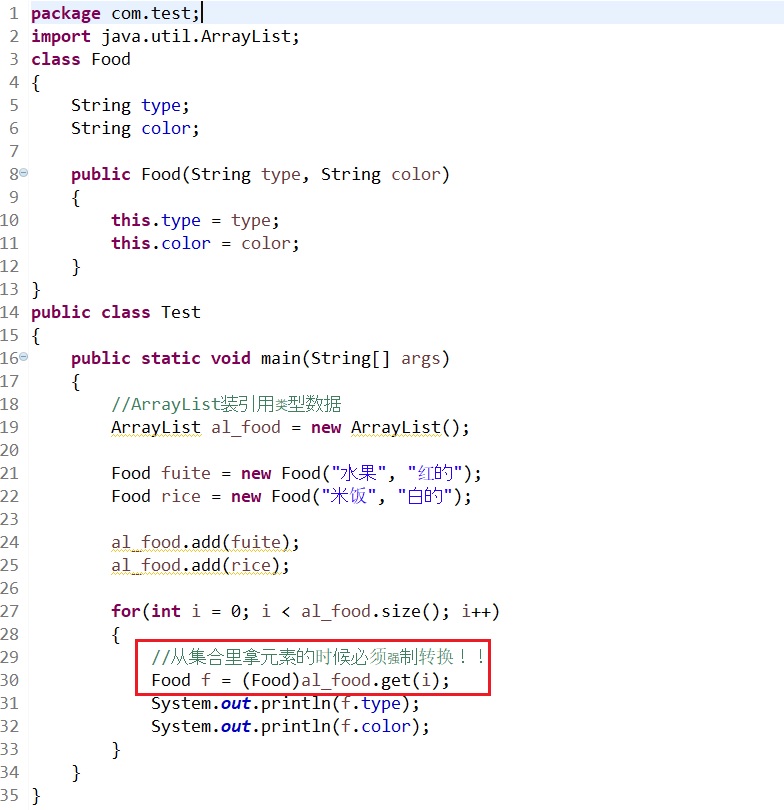 1 package com.test;
2 import java.util.ArrayList;
3 class Food
4 {
5     String type;
6     String color;
7
8     public Food(String type, String color)
9     {
10         this.type = type;
11         this.color = color;
12     }
13 }
14 public class Test
15 {
16     public static void main(String[] args)
17     {
18         //ArrayList装引用类型数据
19         ArrayList al_food = new ArrayList();
20
21         Food fuite = new Food("水果", "红的");
22         Food rice = new Food("米饭", "白的");
23
24         al_food.add(fuite);
25         al_food.add(rice);
26
27         for(int i = 0; i < al_food.size(); i++)
28         {
29             //从集合里拿元素的时候必须强制转换！！
30             Food f = (Food)al_food.get(i);
31             System.out.println(f.type);
32             System.out.println(f.color);
33         }
34     }
35 }